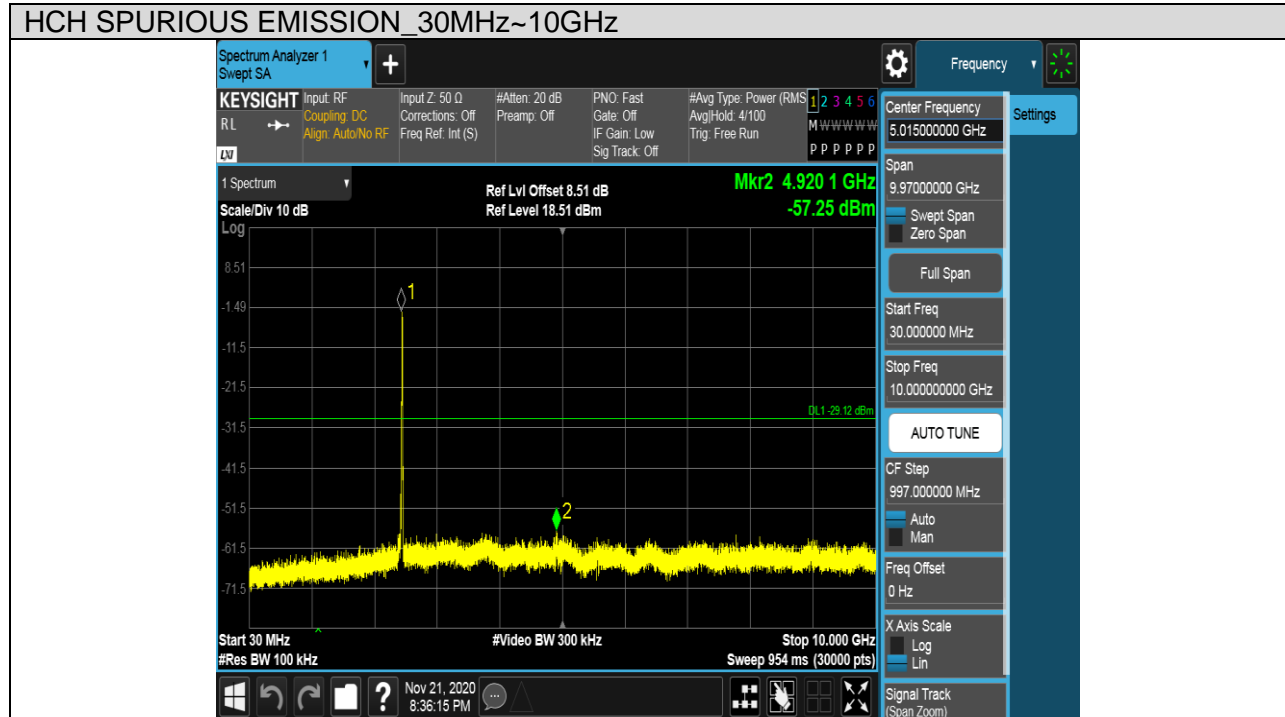 HCH SPURIOUS EMISSION_30MHz~10GHz
Spectrum Analyzer 1
Swept SA
+
Frequency
KEYSIGHT
RL
LXI
Input: RF
Coupling: DC
Align: Auto/No RF
Input Z: 50 Ω
Corrections: Off
Freq Ref: Int (S)
#Atten: 20 dB
Preamp: Off
PNO: Fast
Gate: Off
IF Gain: Low
Sig Track: Off
#Avg Type: Power (RMS
Avg|Hold: 4/100
Trig: Free Run
1 2 3 4 5 6
M W W W W W
P P P P P P
Center Frequency
5.015000000 GHz
Settings
1 Spectrum
Ref Lvl Offset 8.51 dB
Mkr2 4.920 1 GHz
Scale/Div 10 dB
Ref Level 18.51 dBm
-57.25 dBm
Log
8.51
-1.49
-11.5
-21.5
-31.5
-41.5
-51.5
-61.5
-71.5
1
2
DL1 -29.12 dBm
Span
9.97000000 GHz
Swept Span
Zero Span
Full Span
Start Freq
30.000000 MHz
Stop Freq
10.000000000 GHz
AUTO TUNE
CF Step
997.000000 MHz
Auto
Man
Freq Offset
0 Hz
X Axis Scale
Log
Lin
Signal Track
(Span Zoom)
Start 30 MHz
#Video BW 300 kHz
Stop 10.000 GHz
#Res BW 100 kHz
Sweep 954 ms (30000 pts)
?
Nov 21, 2020
8:36:15 PM